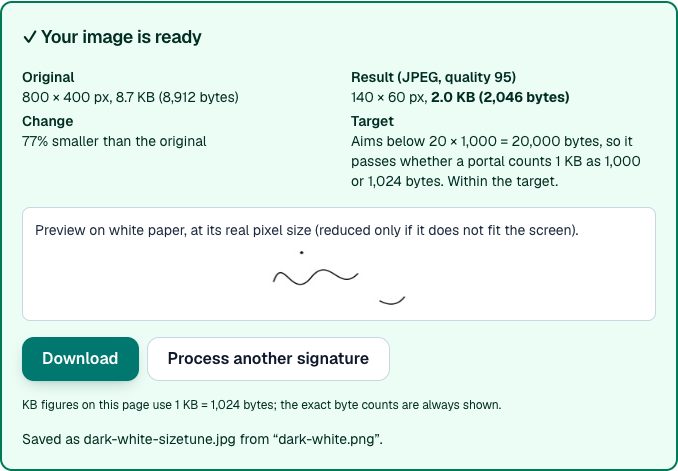 ✓ Your image is ready
Original
800 × 400 px, 8.7 KB (8,912 bytes)
Change
77% smaller than the original
Result (JPEG, quality 95)
140 × 60 px, 2.0 KB (2,046 bytes)
Target
Aims below 20 × 1,000 = 20,000 bytes, so it
passes whether a portal counts 1 KB as 1,000
or 1,024 bytes. Within the target.
Preview on white paper, at its real pixel size (reduced only if it does not fit the screen).
Download
Process another signature
KB figures on this page use 1 KB = 1,024 bytes; the exact byte counts are always shown.
Saved as dark-white-sizetune.jpg from “dark-white.png”.